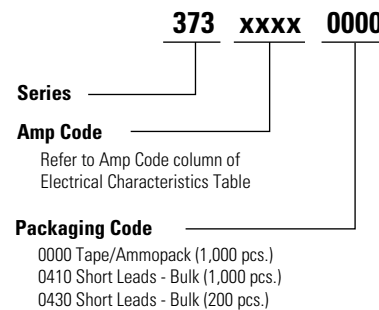 373 xxxx 0000
Series
Amp Code
Refer to Amp Code column of
Electrical Characteristics Table
Packaging Code
0000 Tape/Ammopack (1,000 pcs.)
0410 Short Leads - Bulk (1,000 pcs.)
0430 Short Leads - Bulk (200 pcs.)